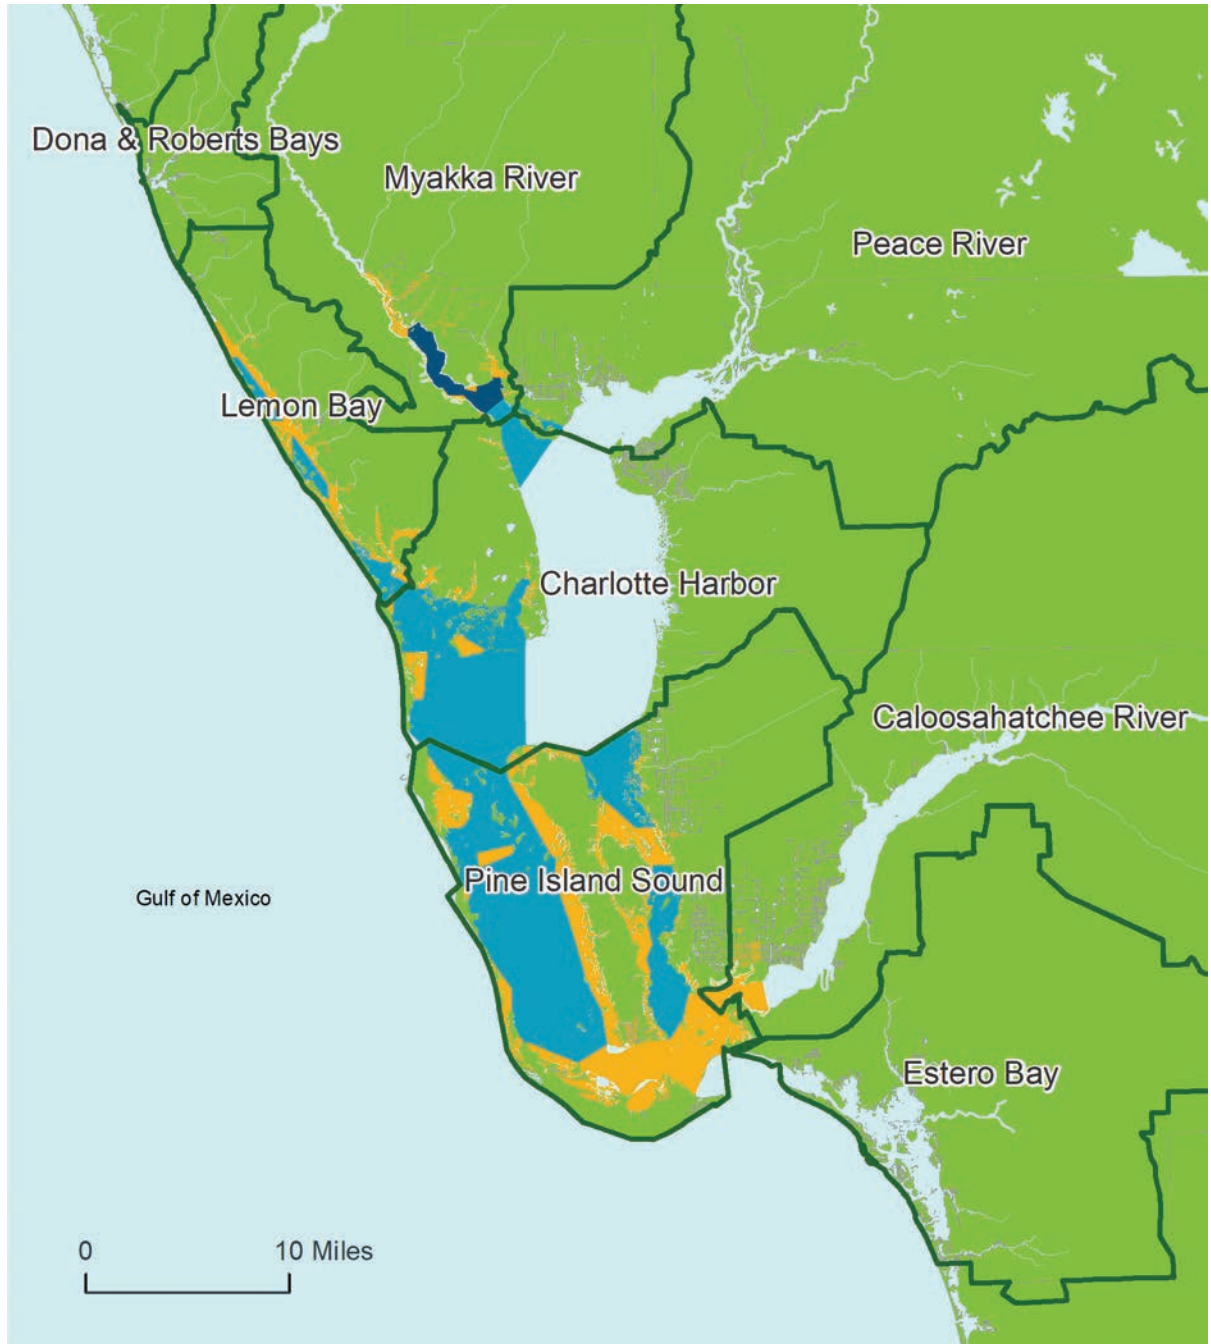 Dona & Roberts Bays
Myakka River
Peace River
Lemon Bay
Charlotte Harbor
Caloosahatchee River
Pine Island Sound
Gulf of Mexico
Estero Bay
0 10 Miles